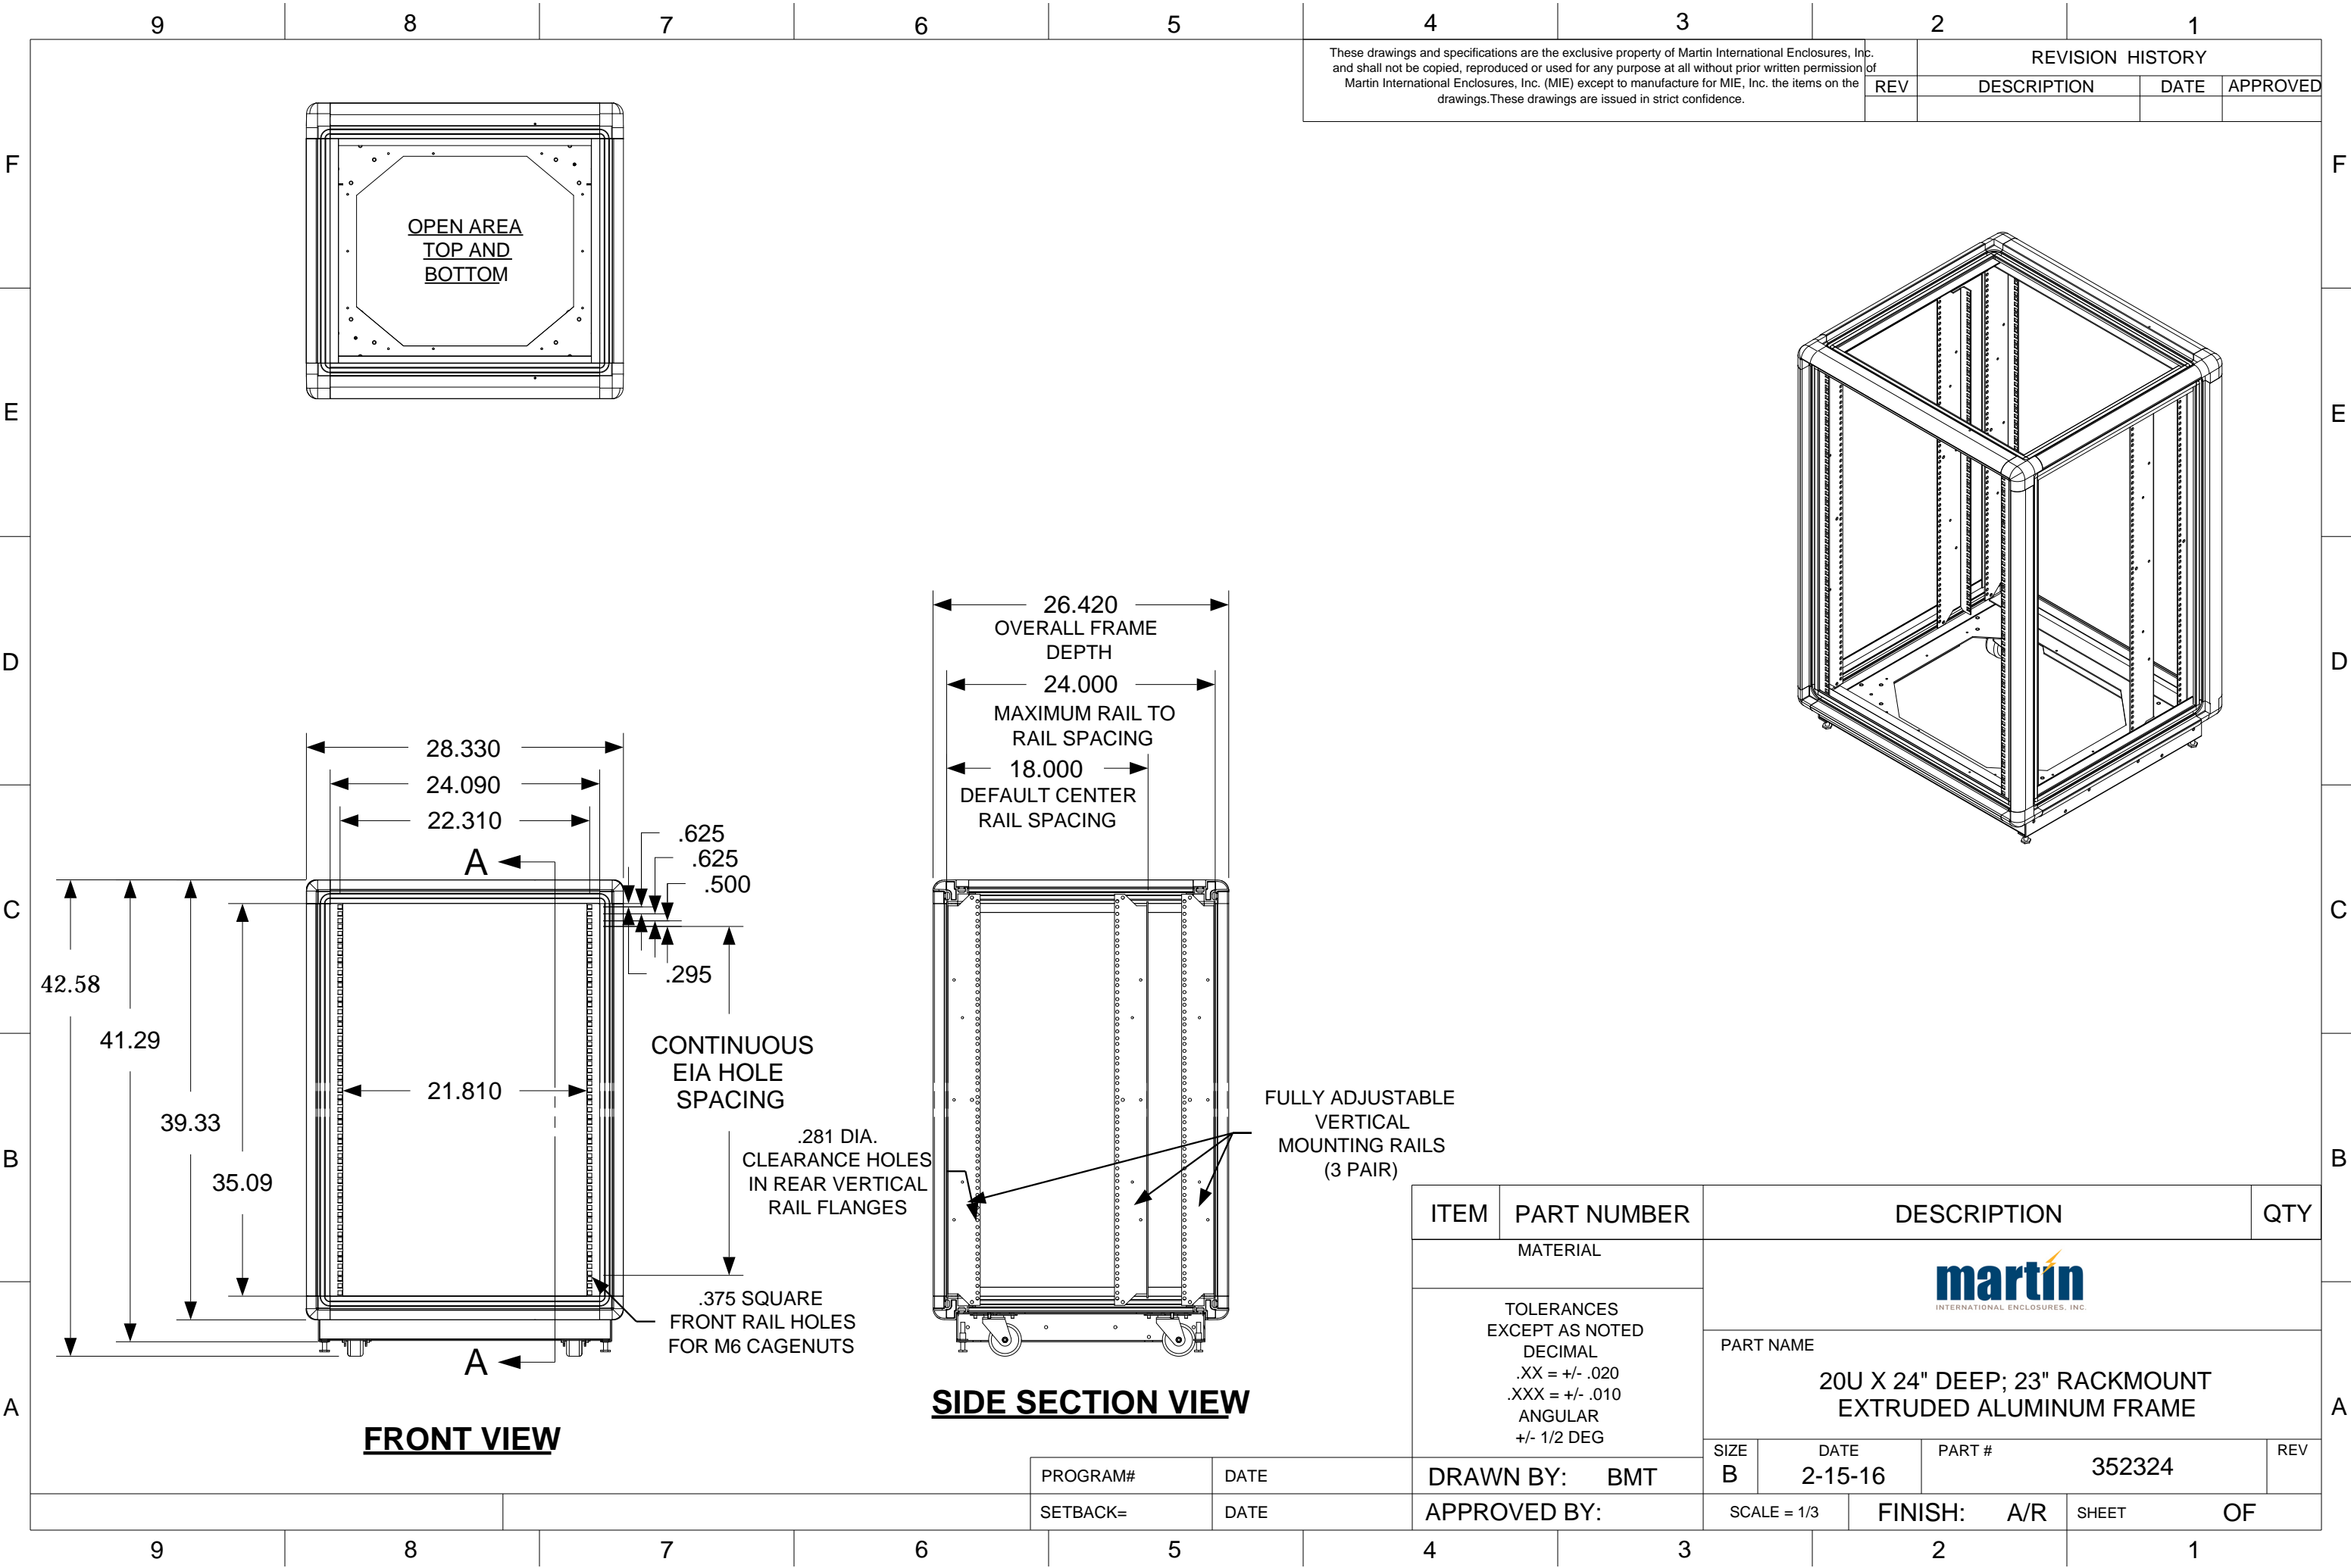 9 8 7 6 5 4 3 2 1
These drawings and specifications are the exclusive property of Martin International Enclosures, Inc.
and shall not be copied, reproduced or used for any purpose at all without prior written permission of
Martin International Enclosures, Inc. (MIE) except to manufacture for MIE, Inc. the items on the
drawings.These drawings are issued in strict confidence.
REVISION HISTORY
REV DESCRIPTION DATE APPROVED
F F
E E
D D
C C
B B
A A
OPEN AREA
TOP AND
BOTTOM
26.420
OVERALL FRAME
DEPTH
24.000
MAXIMUM RAIL TO
RAIL SPACING
18.000
DEFAULT CENTER
RAIL SPACING
28.330
24.090
22.310
A
.625
.625
.500
.295
42.58
41.29
39.33
35.09
21.810
CONTINUOUS
EIA HOLE
SPACING
.281 DIA.
CLEARANCE HOLES
IN REAR VERTICAL
RAIL FLANGES
FULLY ADJUSTABLE
VERTICAL
MOUNTING RAILS
(3 PAIR)
.375 SQUARE
FRONT RAIL HOLES
FOR M6 CAGENUTS
A
FRONT VIEW
SIDE SECTION VIEW
ITEM PART NUMBER DESCRIPTION QTY
MATERIAL
martin
INTERNATIONAL ENCLOSURES, INC.
TOLERANCES
EXCEPT AS NOTED
DECIMAL
.XX = +/- .020
.XXX = +/- .010
ANGULAR
+/- 1/2 DEG
PART NAME
20U X 24" DEEP; 23" RACKMOUNT
EXTRUDED ALUMINUM FRAME
SIZE DATE PART # REV
B 2-15-16 352324
PROGRAM# DATE
DRAWN BY: BMT
SETBACK= DATE
APPROVED BY:
SCALE = 1/3 FINISH: A/R SHEET OF
9 8 7 6 5 4 3 2 1